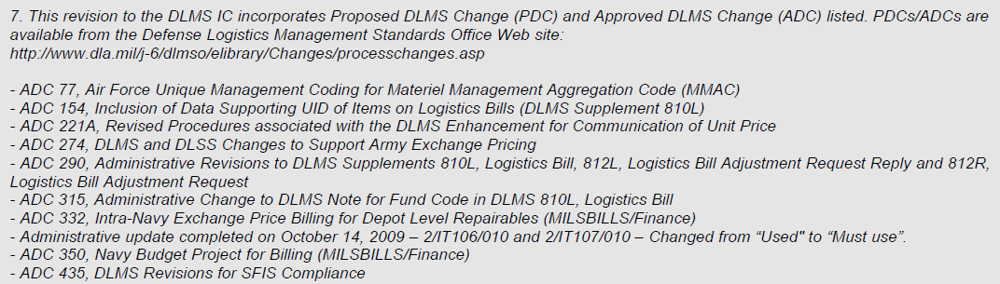 7. This revision to the DLMS IC incorporates Proposed DLMS Change (PDC) and Approved DLMS Change (ADC) listed. PDCs/ADCs are
available from the Defense Logistics Management Standards Office Web site:
http://www.dla.mil/j-6/dlmso/elibrary/Changes/processchanges.asp
- ADC 77, Air Force Unique Management Coding for Materiel Management Aggregation Code (MMAC)
- ADC 154, Inclusion of Data Supporting UID of Items on Logistics Bills (DLMS Supplement 810L)
- ADC 221A, Revised Procedures associated with the DLMS Enhancement for Communication of Unit Price
- ADC 274, DLMS and DLSS Changes to Support Army Exchange Pricing
- ADC 290, Administrative Revisions to DLMS Supplements 810L, Logistics Bill, 812L, Logistics Bill Adjustment Request Reply and 812R,
Logistics Bill Adjustment Request
- ADC 315, Administrative Change to DLMS Note for Fund Code in DLMS 810L, Logistics Bill
- ADC 332, Intra-Navy Exchange Price Billing for Depot Level Repairables (MILSBILLS/Finance)
- Administrative update completed on October 14, 2009 – 2/IT106/010 and 2/IT107/010 – Changed from “Used" to “Must use”.
- ADC 350, Navy Budget Project for Billing (MILSBILLS/Finance)
- ADC 435, DLMS Revisions for SFIS Compliance